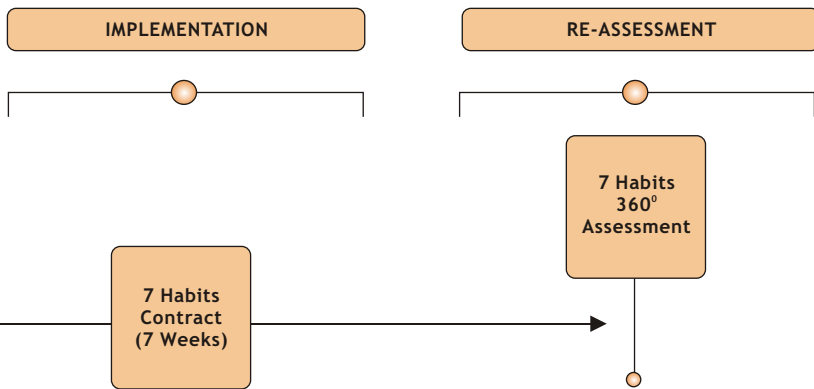 IMPLEMENTATION
RE-ASSESSMENT
7 Habits
360⁰
Assessment
7 Habits
Contract
(7 Weeks)